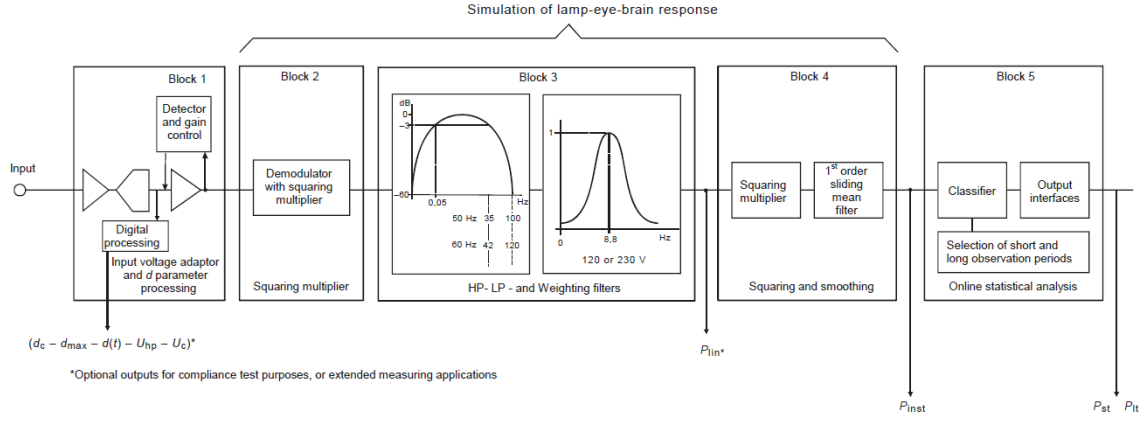 Simulation of lamp-eye-brain response
Block 1
Detector
and gain
control
Input
Digital
processing
Input voltage adaptor
and d parameter
processing
(dc – dmax – d(t) – Uhp – Uc)*
Block 2
Demodulator
with squaring
multiplier
Squaring multiplier
Block 3
dB
0
–3
–60
Hz
0,05
50 Hz 35 100
60 Hz 42 120
1
0 8,8 Hz
120 or 230 V
HP- LP - and Weighting filters
Plin*
Block 4
Squaring
multiplier
1st order
sliding
mean
filter
Squaring and smoothing
Pinst
Block 5
Classifier
Output
interfaces
Selection of short and
long observation periods
Online statistical analysis
Pst Plt
*Optional outputs for compliance test purposes, or extended measuring applications